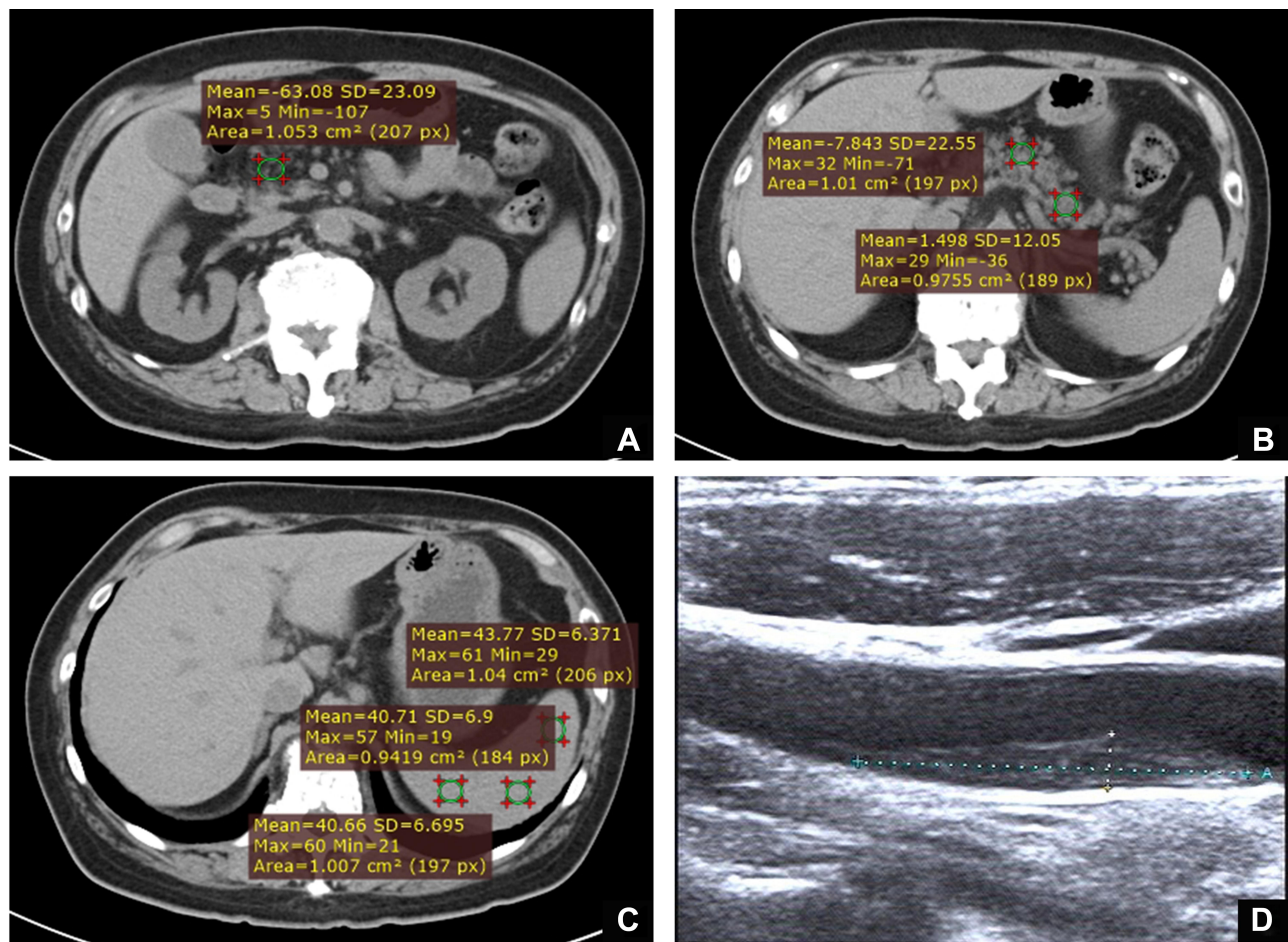 Mean=-63.08 SD=23.09
Max=5 Min=-107
Area=1.053 cm² (207 px)
A
Mean=-7.843 SD=22.55
Max=32 Min=-71
Area=1.01 cm² (197 px)
Mean=1.498 SD=12.05
Max=29 Min=-36
Area=0.9755 cm² (189 px)
B
Mean=43.77 SD=6.371
Max=61 Min=29
Area=1.04 cm² (206 px)
Mean=40.71 SD=6.9
Max=57 Min=19
Area=0.9419 cm² (184 px)
Mean=40.66 SD=6.695
Max=60 Min=21
Area=1.007 cm² (197 px)
C
A
D